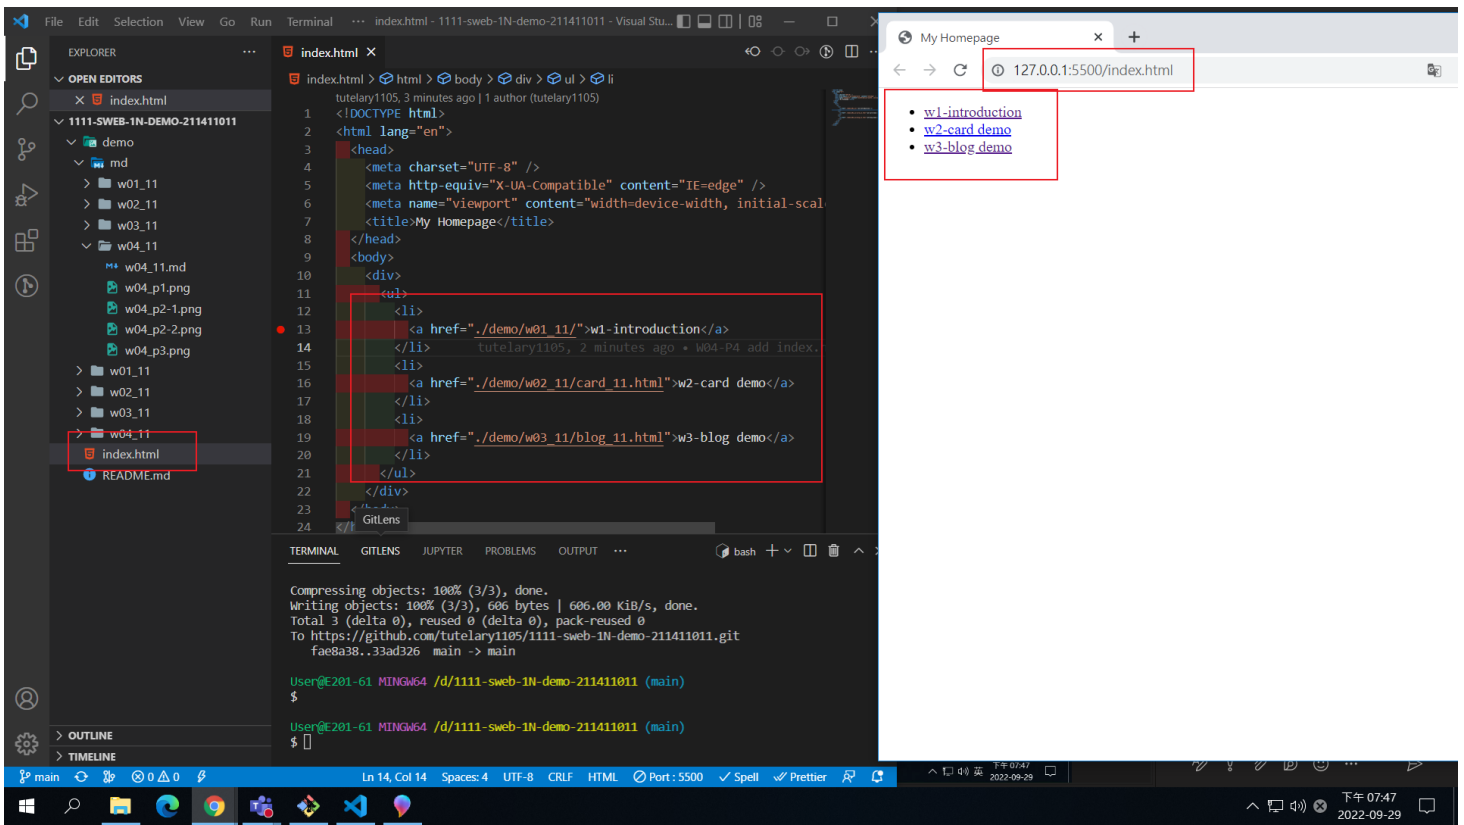 File Edit Selection View Go Run Terminal ··· index.html - 1111-sweb-1N-demo-211411011 - Visual Stu...
EXPLORER ···
OPEN EDITORS
index.html
1111-SWEB-1N-DEMO-211411011
demo
md
w01_11
w02_11
w03_11
w04_11
w04_11.md
w04_p1.png
w04_p2-1.png
w04_p2-2.png
w04_p3.png
w01_11
w02_11
w03_11
w04_11
index.html
README.md
OUTLINE
TIMELINE
index.html
index.html > html > body > div > ul > li
tutelary1105, 3 minutes ago | 1 author (tutelary1105)
1 <!DOCTYPE html>
2 <html lang="en">
3 <head>
4 <meta charset="UTF-8" />
5 <meta http-equiv="X-UA-Compatible" content="IE=edge" />
6 <meta name="viewport" content="width=device-width, initial-scal
7 <title>My Homepage</title>
8 </head>
9 <body>
10 <div>
11 <ul>
12 <li>
13 <a href="./demo/w01_11/">w1-introduction</a>
14 </li> tutelary1105, 2 minutes ago • W04-P4 add index.
15 <li>
16 <a href="./demo/w02_11/card_11.html">w2-card demo</a>
17 </li>
18 <li>
19 <a href="./demo/w03_11/blog_11.html">w3-blog demo</a>
20 </li>
21 </ul>
22 </div>
23 </body>
24 </h
GitLens
TERMINAL GITLENS JUPYTER PROBLEMS OUTPUT ··· bash
Compressing objects: 100% (3/3), done.
Writing objects: 100% (3/3), 606 bytes | 606.00 KiB/s, done.
Total 3 (delta 0), reused 0 (delta 0), pack-reused 0
To https://github.com/tutelary1105/1111-sweb-1N-demo-211411011.git
fae8a38..33ad326 main -> main
User@E201-61 MINGW64 /d/1111-sweb-1N-demo-211411011 (main)
$
User@E201-61 MINGW64 /d/1111-sweb-1N-demo-211411011 (main)
$
main 0 0 Ln 14, Col 14 Spaces: 4 UTF-8 CRLF HTML Port : 5500 Spell Prettier
My Homepage
127.0.0.1:5500/index.html
w1-introduction
w2-card demo
w3-blog demo
英 下午 07:47
2022-09-29
下午 07:47
2022-09-29